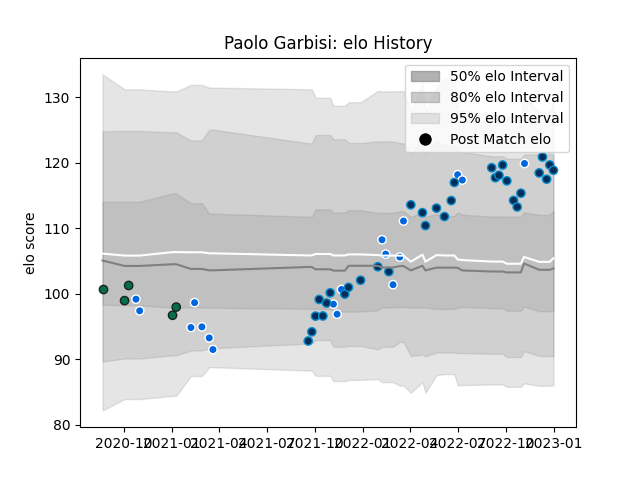 Paolo Garbisi: elo History
50% elo Interval
80% elo Interval
95% elo Interval
Post Match elo
elo score
130
120
110
100
90
80
2020-10
2021-01
2021-04
2021-07
2021-10
2022-01
2022-04
2022-07
2022-10
2023-01